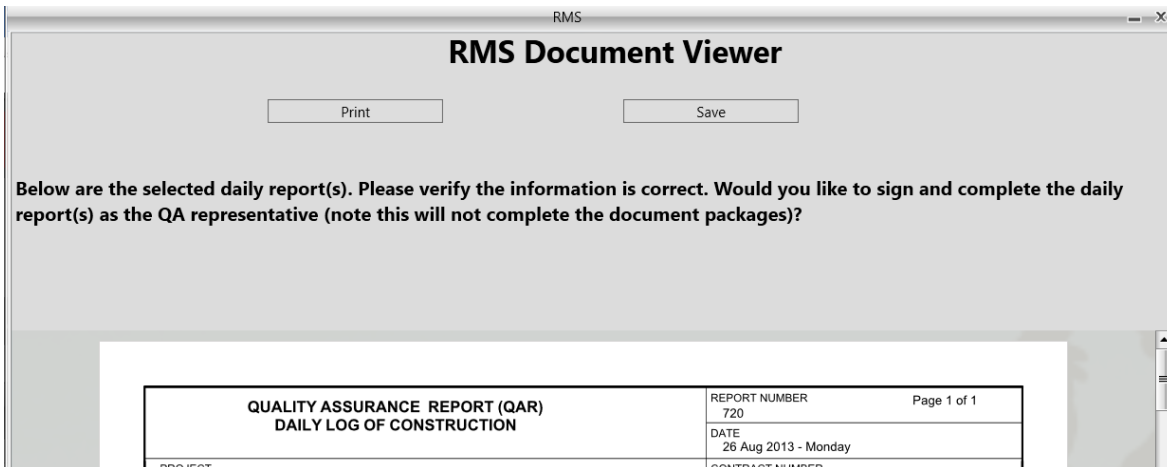 RMS
RMS Document Viewer
Print
Save
Below are the selected daily report(s). Please verify the information is correct. Would you like to sign and complete the daily
report(s) as the QA representative (note this will not complete the document packages)?
QUALITY ASSURANCE REPORT (QAR)
DAILY LOG OF CONSTRUCTION
REPORT NUMBER
720
Page 1 of 1
DATE
26 Aug 2013 - Monday
PROJECT
CONTRACT NUMBER